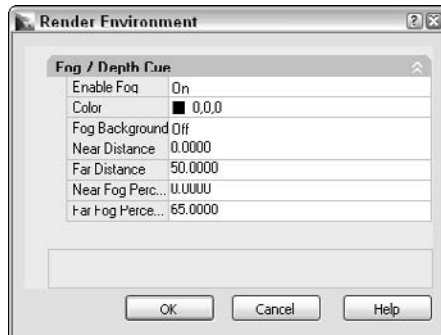 Render Environment
Fog / Depth Cue
Enable Fog On
Color 0,0,0
Fog Background Off
Near Distance 0.0000
Far Distance 50.0000
Near Fog Perc... 0.0000
Far Fog Perce... 65.0000
OK Cancel Help